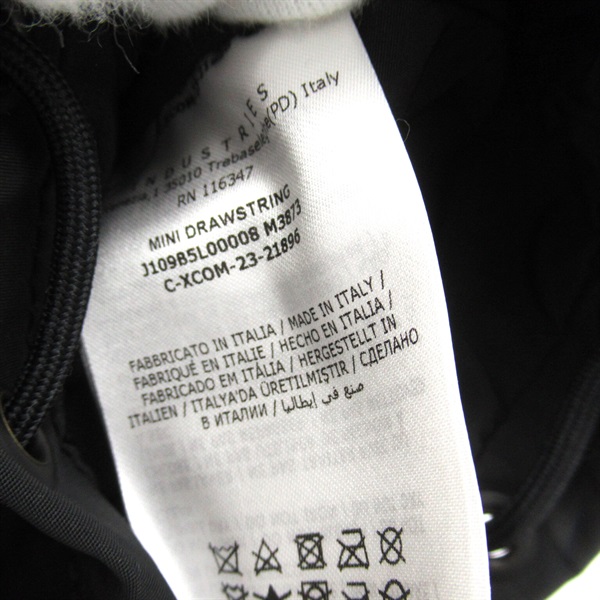 NDUSTRIES
1 35010 Trebasele (PD) Italy
RN 116347
MINI DRAWSTRING
J109B5L00008 M3873
C-XCOM-23-21896
FABBRICATO IN ITALIA / MADE IN ITALY /
FABRIQUÉ EN ITALIE / HECHO EN ITALIA /
FABRICADO EM ITÁLIA / HERGESTELLT IN
ITALIEN / ITALYA'DA ÜRETILMIŞTIR / СДЕЛАНО
В ИТАЛИИ / صنع في إيطاليا